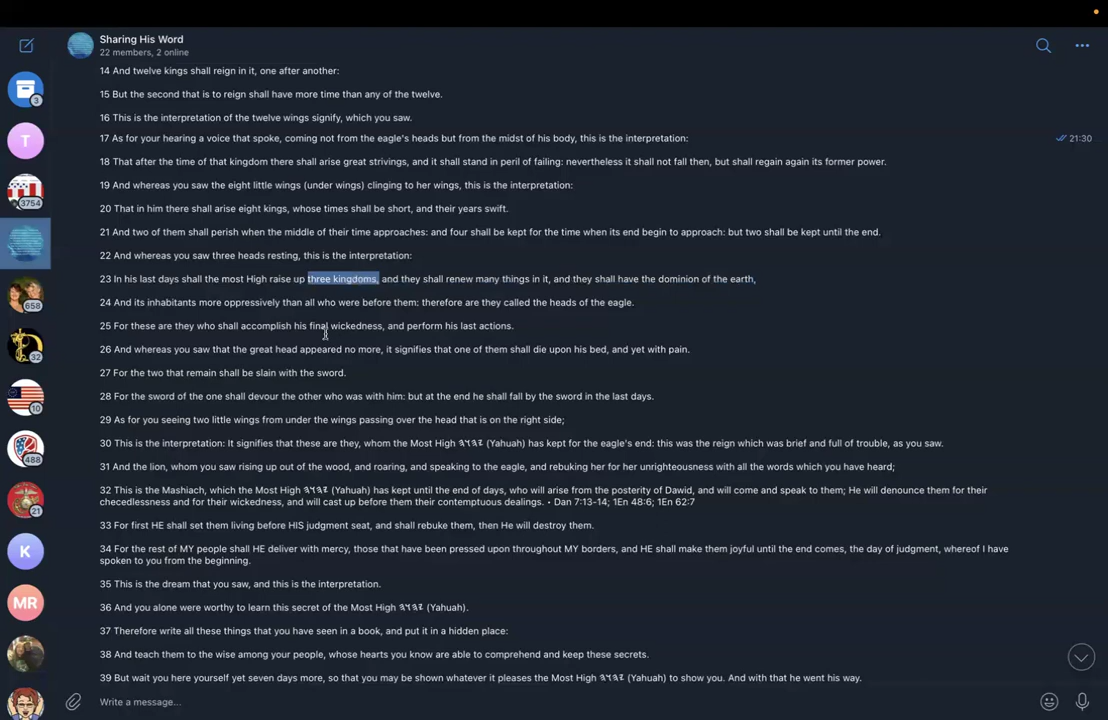 Sharing His Word
22 members, 2 online
14 And twelve kings shall reign in it, one after another:
15 But the second that is to reign shall have more time than any of the twelve.
16 This is the interpretation of the twelve wings signify, which you saw.
17 As for your hearing a voice that spoke, coming not from the eagle's heads but from the midst of his body, this is the interpretation:
21:30
18 That after the time of that kingdom there shall arise great strivings, and it shall stand in peril of failing: nevertheless it shall not fall then, but shall regain again its former power.
19 And whereas you saw the eight little wings (under wings) clinging to her wings, this is the interpretation:
20 That in him there shall arise eight kings, whose times shall be short, and their years swift.
21 And two of them shall perish when the middle of their time approaches: and four shall be kept for the time when its end begin to approach: but two shall be kept until the end.
22 And whereas you saw three heads resting, this is the interpretation:
23 In his last days shall the most High raise up three kingdoms, and they shall renew many things in it, and they shall have the dominion of the earth,
24 And its inhabitants more oppressively than all who were before them: therefore are they called the heads of the eagle.
25 For these are they who shall accomplish his final wickedness, and perform his last actions.
26 And whereas you saw that the great head appeared no more, it signifies that one of them shall die upon his bed, and yet with pain.
27 For the two that remain shall be slain with the sword.
28 For the sword of the one shall devour the other who was with him: but at the end he shall fall by the sword in the last days.
29 As for you seeing two little wings from under the wings passing over the head that is on the right side;
30 This is the interpretation: It signifies that these are they, whom the Most High 𐤉𐤄𐤅𐤄 (Yahuah) has kept for the eagle's end: this was the reign which was brief and full of trouble, as you saw.
31 And the lion, whom you saw rising up out of the wood, and roaring, and speaking to the eagle, and rebuking her for her unrighteousness with all the words which you have heard;
32 This is the Mashiach, which the Most High 𐤉𐤄𐤅𐤄 (Yahuah) has kept until the end of days, who will arise from the posterity of Dawid, and will come and speak to them; He will denounce them for their
checedlessness and for their wickedness, and will cast up before them their contemptuous dealings. • Dan 7:13-14; 1En 48:6; 1En 62:7
33 For first HE shall set them living before HIS judgment seat, and shall rebuke them, then He will destroy them.
34 For the rest of MY people shall HE deliver with mercy, those that have been pressed upon throughout MY borders, and HE shall make them joyful until the end comes, the day of judgment, whereof I have
spoken to you from the beginning.
35 This is the dream that you saw, and this is the interpretation.
36 And you alone were worthy to learn this secret of the Most High 𐤉𐤄𐤅𐤄 (Yahuah).
37 Therefore write all these things that you have seen in a book, and put it in a hidden place:
38 And teach them to the wise among your people, whose hearts you know are able to comprehend and keep these secrets.
39 But wait you here yourself yet seven days more, so that you may be shown whatever it pleases the Most High 𐤉𐤄𐤅𐤄 (Yahuah) to show you. And with that he went his way.
Write a message...
3
T
3754
658
32
10
488
21
K
MR